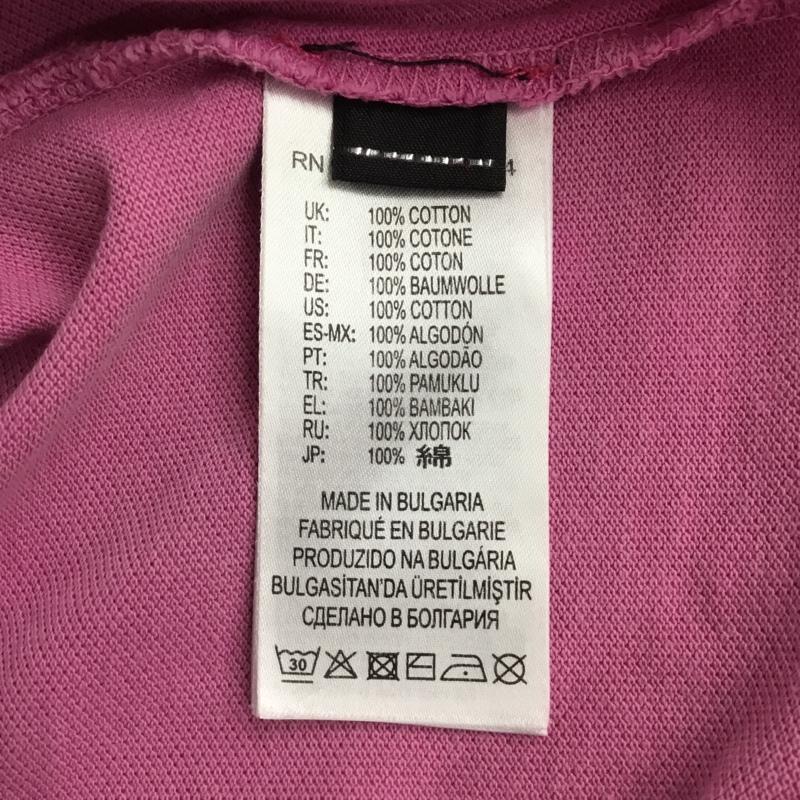 RN 4
UK: 100% COTTON
IT: 100% COTONE
FR: 100% COTON
DE: 100% BAUMWOLLE
US: 100% COTTON
ES-MX: 100% ALGODÓN
PT: 100% ALGODÃO
TR: 100% PAMUKLU
EL: 100% ΒΑΜΒΑΚΙ
RU: 100% ХЛОПОК
JP: 100% 綿
MADE IN BULGARIA
FABRIQUÉ EN BULGARIE
PRODUZIDO NA BULGÁRIA
BULGASİTAN'DA ÜRETİLMİŞTİR
СДЕЛАНО В БОЛГАРИЯ
30